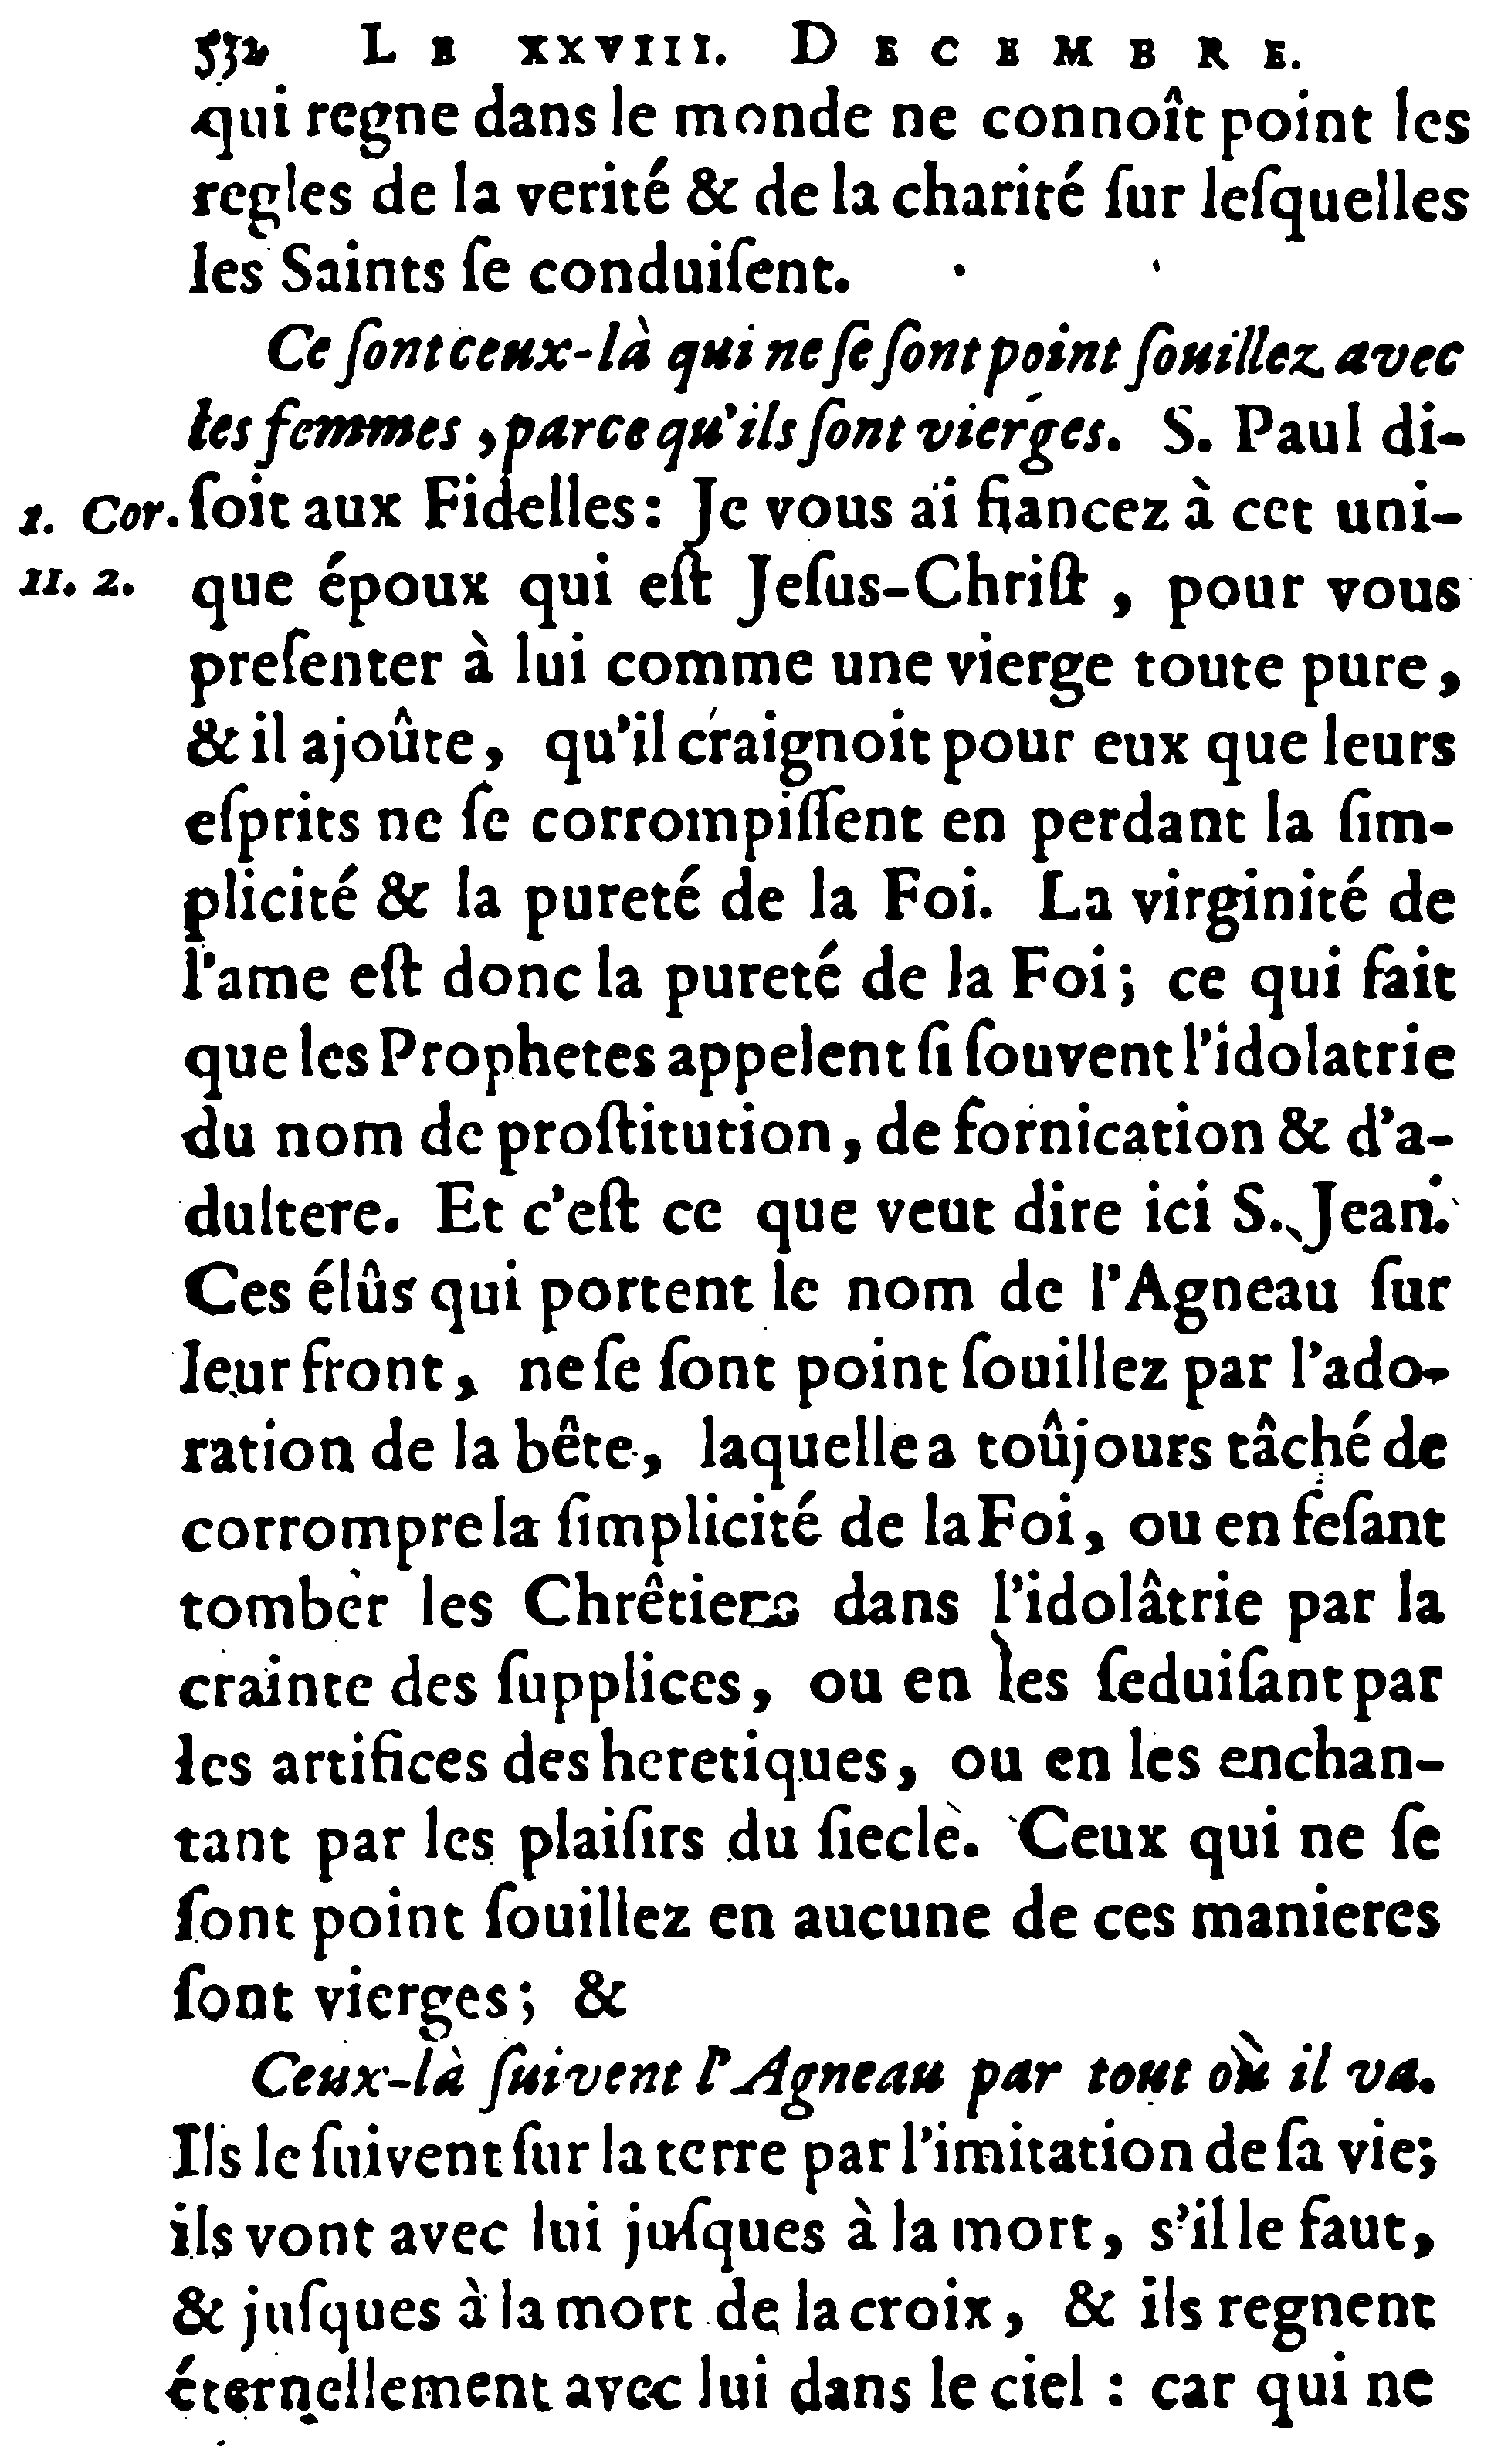 532 LE XXVIII. DECEMBRE.
qui regne dans le monde ne connoît point les
regles de la verité & de la charité ſur leſquelles
les Saints ſe conduiſent.
Ce ſont ceux-là qui ne ſe ſont point ſouillez avec
les femmes, parce qu'ils ſont vierges. S. Paul di-
1. Cor. ſoit aux Fidelles: Je vous ai fiancez à cet uni-
11. 2. que époux qui eſt Jeſus-Chriſt, pour vous
preſenter à lui comme une vierge toute pure,
& il ajoûte, qu'il craignoit pour eux que leurs
eſprits ne ſe corrompiſſent en perdant la ſim-
plicité & la pureté de la Foi. La virginité de
l'ame eſt donc la pureté de la Foi; ce qui fait
que les Prophetes appelent ſi ſouvent l'idolatrie
du nom de proſtitution, de fornication & d'a-
dultere. Et c'eſt ce que veut dire ici S. Jean.
Ces élûs qui portent le nom de l'Agneau ſur
leur front, ne ſe ſont point ſouillez par l'ado-
ration de la bête, laquelle a toûjours tâché de
corrompre la ſimplicité de la Foi, ou en feſant
tomber les Chrêtiens dans l'idolâtrie par la
crainte des ſupplices, ou en les ſeduiſant par
les artifices des heretiques, ou en les enchan-
tant par les plaiſirs du ſiecle. Ceux qui ne ſe
ſont point ſouillez en aucune de ces manieres
ſont vierges; &
Ceux-là ſuivent l'Agneau par tout où il va.
Ils le ſuivent ſur la terre par l'imitation de ſa vie;
ils vont avec lui juſques à la mort, s'il le faut,
& juſques à la mort de la croix, & ils regnent
éternellement avec lui dans le ciel : car qui ne